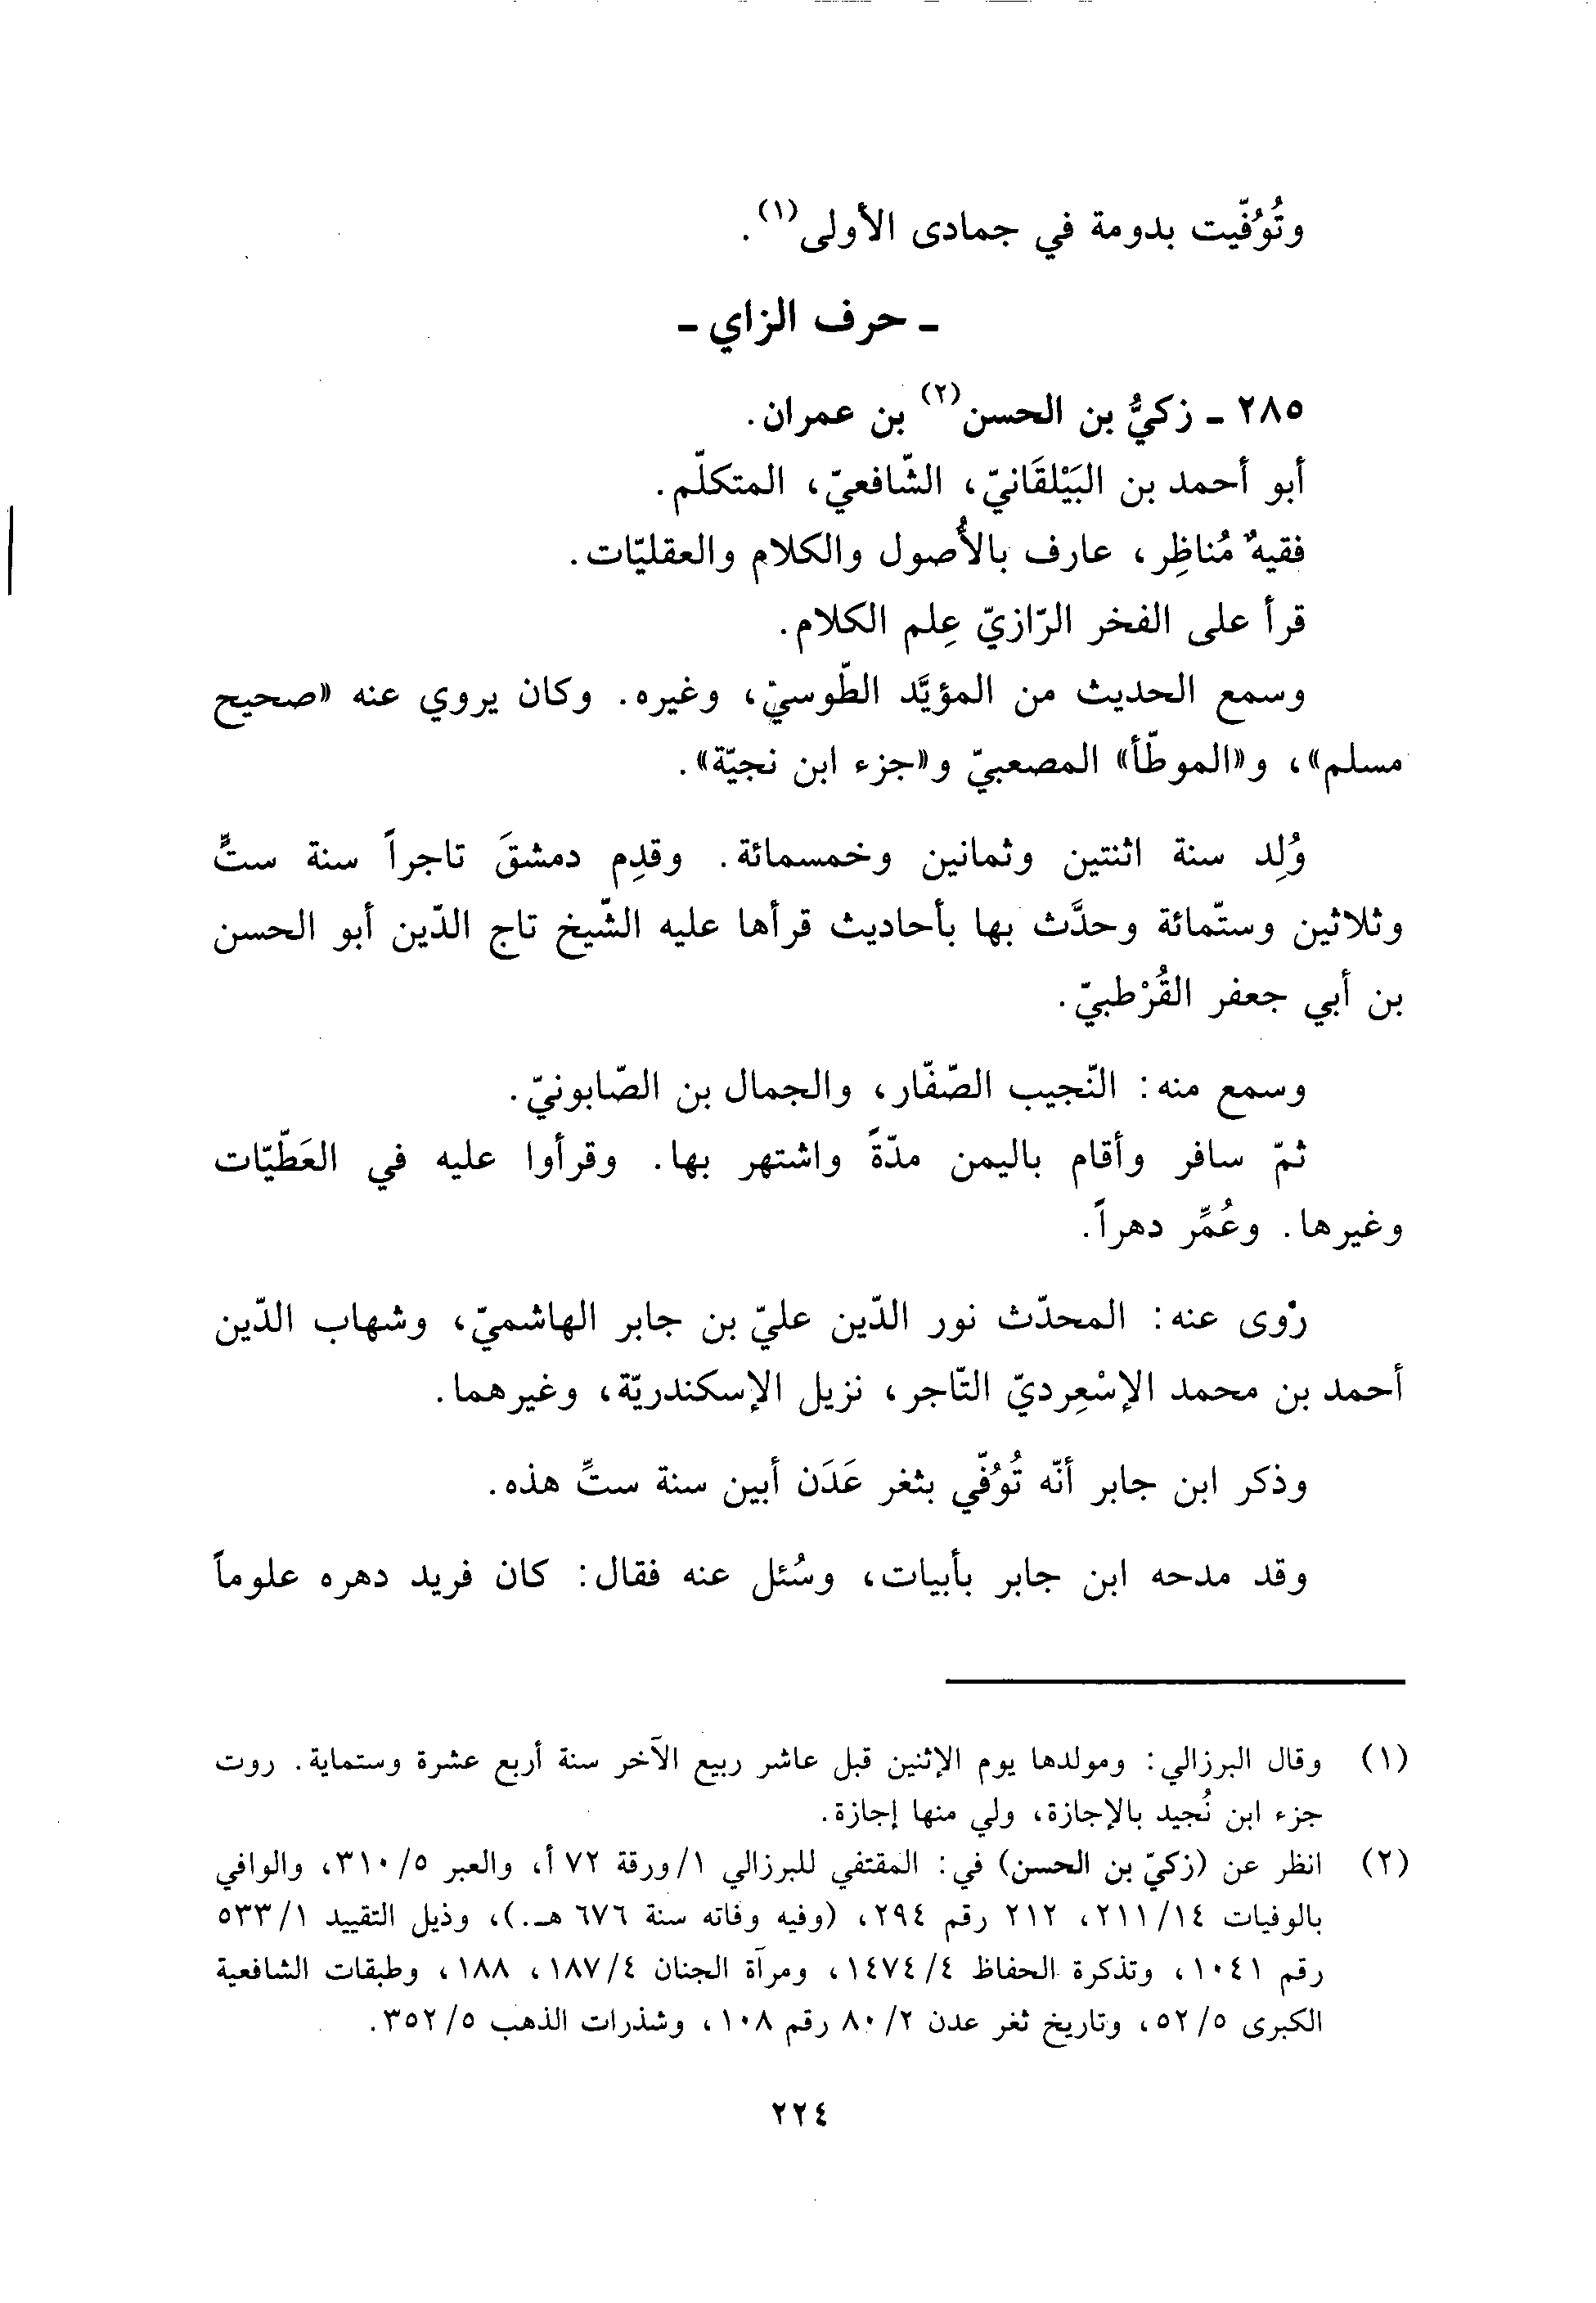 وتُوُفّيت بدومة في جمادى الأولى(١).
ـ حرف الزاي ـ
٢٨٥ ـ زكيُّ بن الحسن(٢) بن عمران.
أبو أحمد بن البَيْلقَانيّ، الشّافعيّ، المتكلّم.
فقيهٌ مُناظِر، عارف بالأُصول والكلام والعقليّات.
قرأ على الفخر الرّازيّ عِلم الكلام.
وسمع الحديث من المؤيَّد الطّوسيّ، وغيره. وكان يروي عنه «صحيح
مسلم»، و«الموطّأ» المصعبيّ و«جزء ابن نجيّة».
وُلِد سنة اثنتين وثمانين وخمسمائة. وقدِم دمشقَ تاجراً سنة ستٍّ
وثلاثين وستّمائة وحدَّث بها بأحاديث قرأها عليه الشّيخ تاج الدّين أبو الحسن
بن أبي جعفر القُرْطبيّ.
وسمع منه: النّجيب الصّفّار، والجمال بن الصّابونيّ.
ثمّ سافر وأقام باليمن مدّةً واشتهر بها. وقرأوا عليه في العَطّيّات
وغيرها. وعُمِّر دهراً.
رْوى عنه: المحدّث نور الدّين عليّ بن جابر الهاشميّ، وشهاب الدّين
أحمد بن محمد الإسْعِرديّ التّاجر، نزيل الإسكندريّة، وغيرهما.
وذكر ابن جابر أنّه تُوُفّي بثغر عَدَن أبين سنة ستٍّ هذه.
وقد مدحه ابن جابر بأبيات، وسُئل عنه فقال: كان فريد دهره علوماً
(١) وقال البرزالي: ومولدها يوم الإثنين قبل عاشر ربيع الآخر سنة أربع عشرة وستماية. روت
جزء ابن نُجيد بالإجازة، ولي منها إجازة.
(٢) انظر عن (زكيّ بن الحسن) في: المقتفي للبرزالي ١/ورقة ٧٢ أ، والعبر ٣١٠/٥، والوافي
بالوفيات ٢١١/١٤، ٢١٢ رقم ٢٩٤، (وفيه وفاته سنة ٦٧٦ هـ.)، وذيل التقييد ٥٣٣/١
رقم ١٠٤١، وتذكرة الحفاظ ١٤٧٤/٤، ومرآة الجنان ١٨٧/٤، ١٨٨، وطبقات الشافعية
الكبرى ٥٢/٥، وتاريخ ثغر عدن ٨٠/٢ رقم ١٠٨، وشذرات الذهب ٣٥٢/٥.
٢٢٤